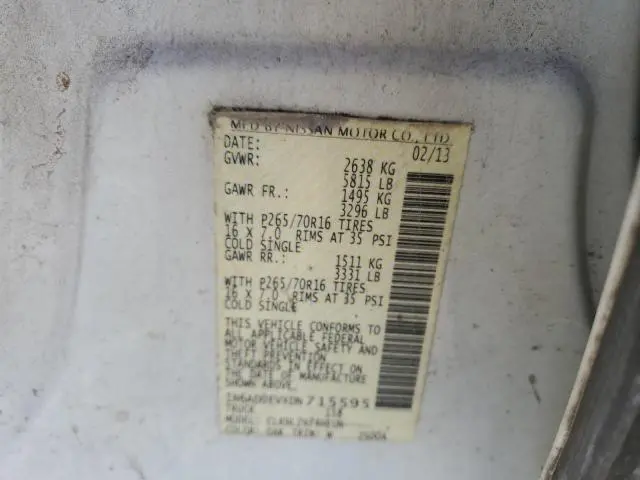 MFD BY NISSAN MOTOR CO., LTD.
DATE: 02/13
GVWR: 2638 KG
5815 LB
GAWR FR.: 1495 KG
3296 LB
WITH P265/70R16 TIRES
16 X 7.0 RIMS AT 35 PSI
COLD SINGLE
GAWR RR.: 1511 KG
3331 LB
WITH P265/70R16 TIRES
16 X 7.0 RIMS AT 35 PSI
COLD SINGLE
THIS VEHICLE CONFORMS TO
ALL APPLICABLE FEDERAL
MOTOR VEHICLE SAFETY AND
THEFT PREVENTION
STANDARDS IN EFFECT ON
THE DATE OF MANUFACTURE
SHOWN ABOVE.
715595
TRUCK
MODEL:
COLOR: TRIM: